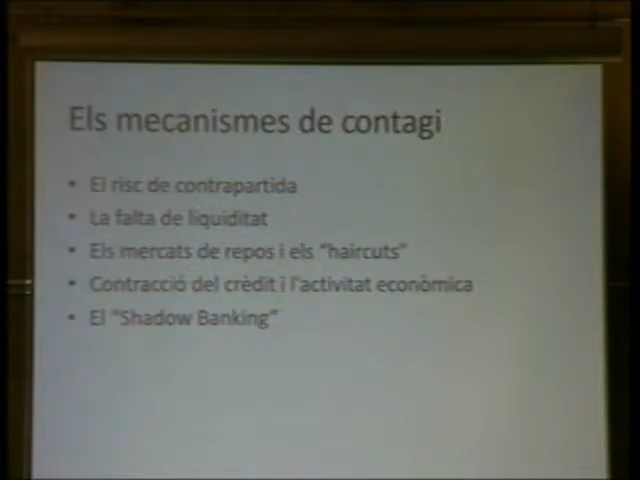 Els mecanismes de contagi
• El risc de contrapartida
• La falta de liquiditat
• Els mercats de repos i els "haircuts"
• Contracció del crèdit i l'activitat econòmica
• El "Shadow Banking"